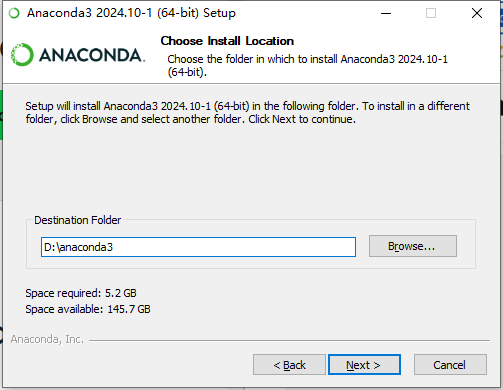 Anaconda3 2024.10-1 (64-bit) Setup
ANACONDA.
Choose Install Location
Choose the folder in which to install Anaconda3 2024.10-1
(64-bit).
Setup will install Anaconda3 2024.10-1 (64-bit) in the following folder. To install in a different
folder, click Browse and select another folder. Click Next to continue.
Destination Folder
D:\anaconda3
Browse...
Space required: 5.2 GB
Space available: 145.7 GB
Anaconda, Inc.
< Back
Next >
Cancel